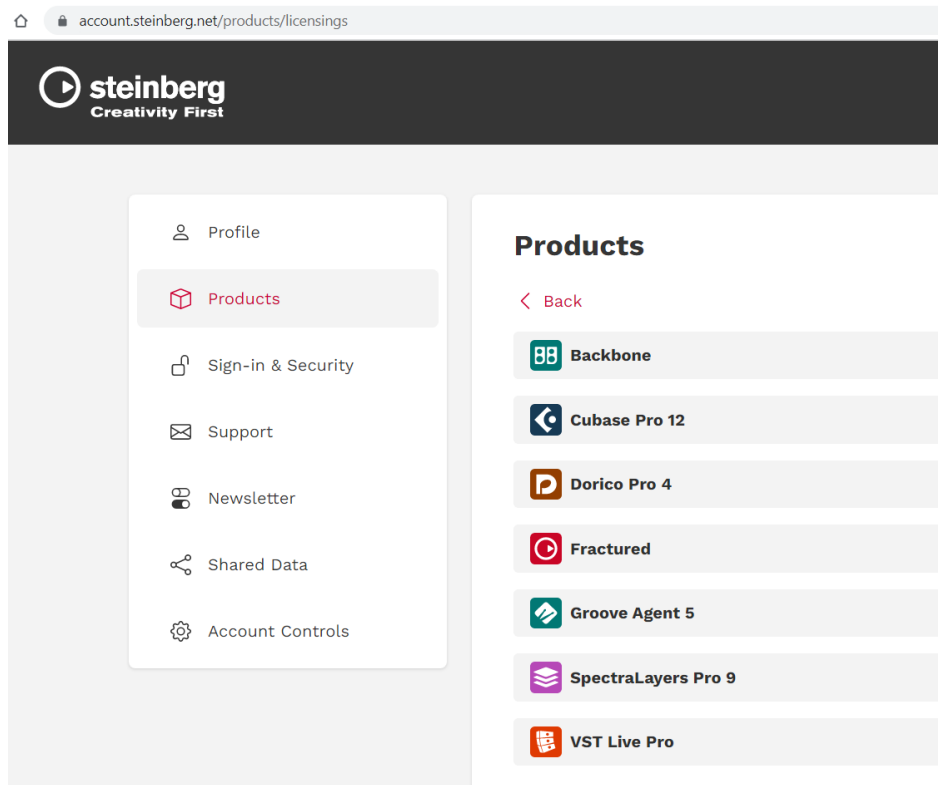 account.steinberg.net/products/licensings
steinberg
Creativity First
Profile
Products
Sign-in & Security
Support
Newsletter
Shared Data
Account Controls
Products
Back
Backbone
Cubase Pro 12
Dorico Pro 4
Fractured
Groove Agent 5
SpectraLayers Pro 9
VST Live Pro